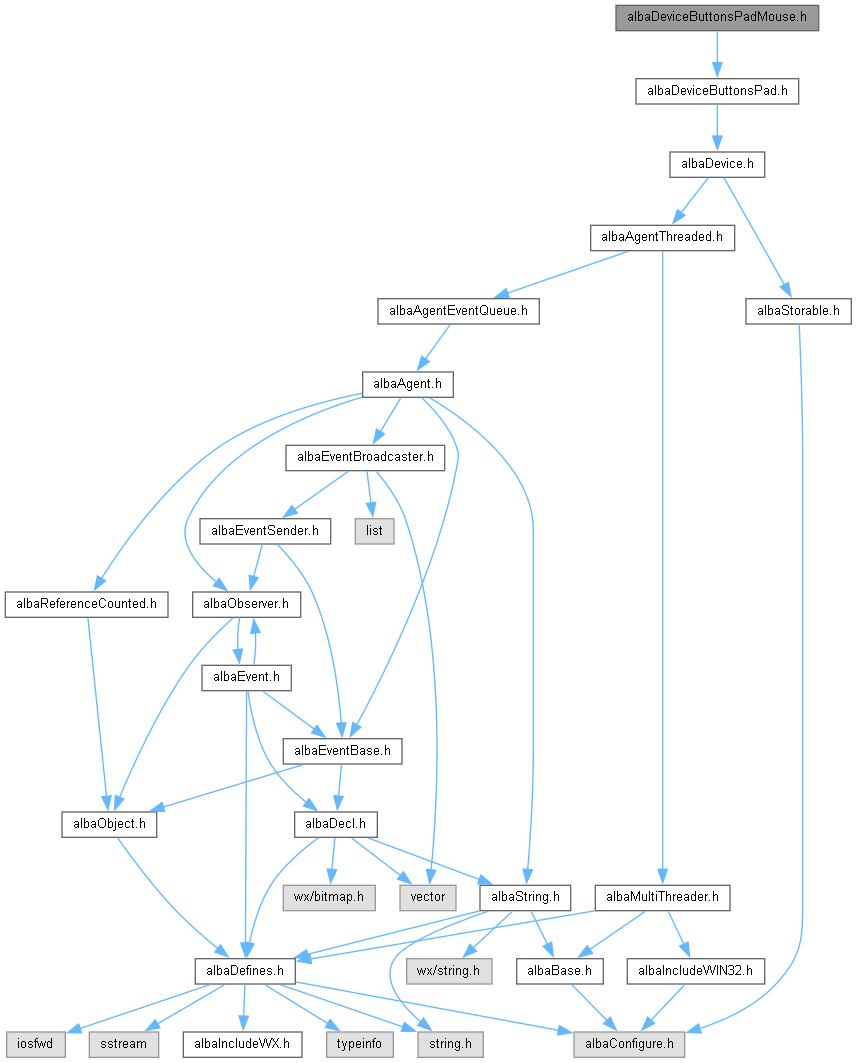 albaDeviceButtonsPadMouse.h
albaDeviceButtonsPad.h
albaDevice.h
albaAgentThreaded.h
albaAgentEventQueue.h
albaStorable.h
albaAgent.h
albaEventBroadcaster.h
albaEventSender.h
list
albaReferenceCounted.h
albaObserver.h
albaEvent.h
albaEventBase.h
albaObject.h
albaDecl.h
wx/bitmap.h
vector
albaString.h
albaMultiThreader.h
albaDefines.h
wx/string.h
albaBase.h
albaIncludeWIN32.h
iosfwd
sstream
albaIncludeWX.h
typeinfo
string.h
albaConfigure.h